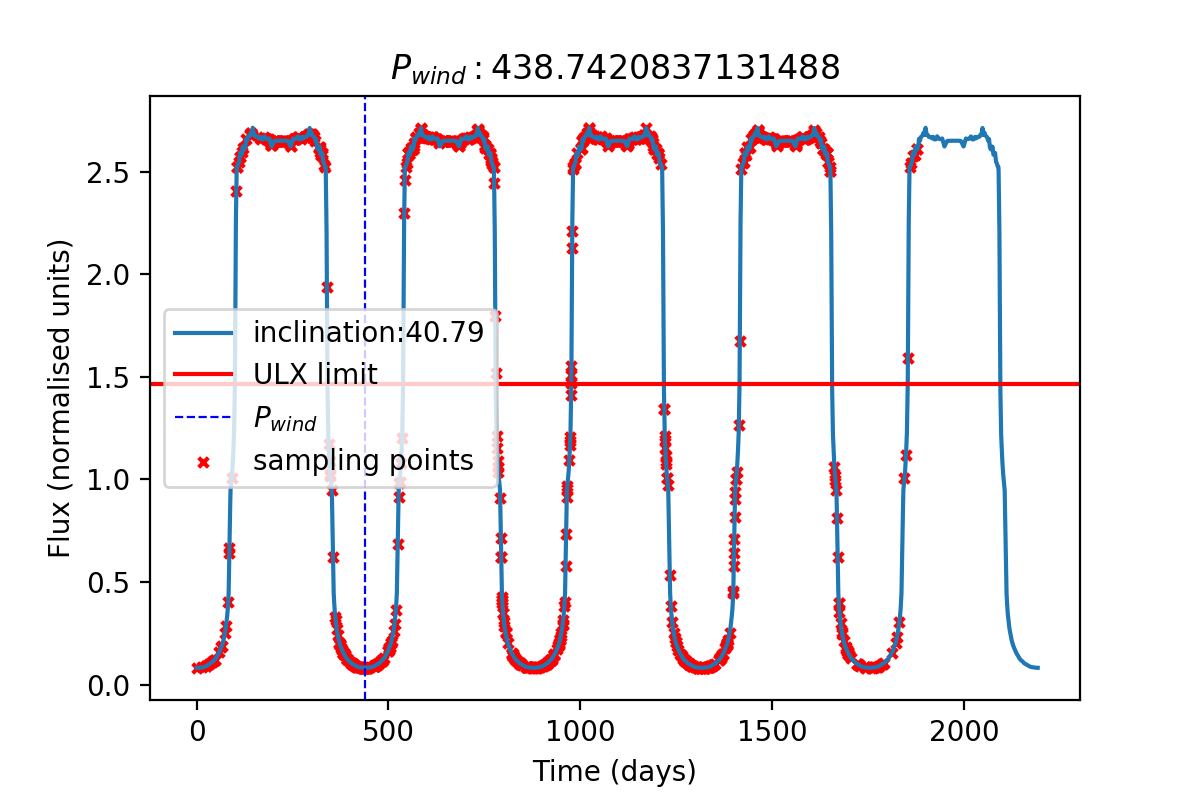 P_wind : 438.7420837131488
Flux (normalised units)
2.5
2.0
1.5
1.0
0.5
0.0
inclination:40.79
ULX limit
P_wind
sampling points
0 500 1000 1500 2000
Time (days)